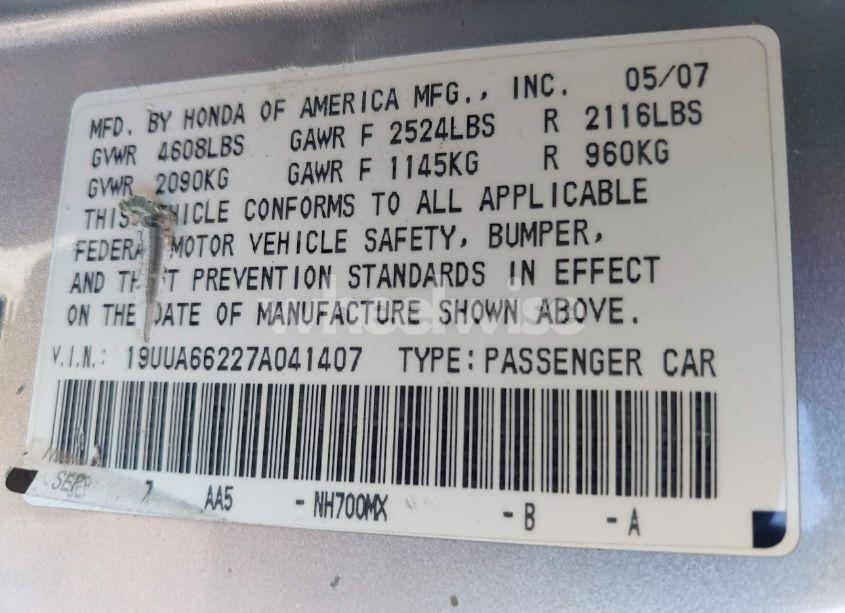 MFD. BY HONDA OF AMERICA MFG., INC. 05/07
GVWR 4608LBS GAWR F 2524LBS R 2116LBS
GVWR 2090KG GAWR F 1145KG R 960KG
THIS VEHICLE CONFORMS TO ALL APPLICABLE
FEDERAL MOTOR VEHICLE SAFETY, BUMPER,
AND THEFT PREVENTION STANDARDS IN EFFECT
ON THE DATE OF MANUFACTURE SHOWN ABOVE.
wheelwiss
V.I.N.: 19UUA66227A041407 TYPE: PASSENGER CAR
7 AA5 - NH700MX - B - A